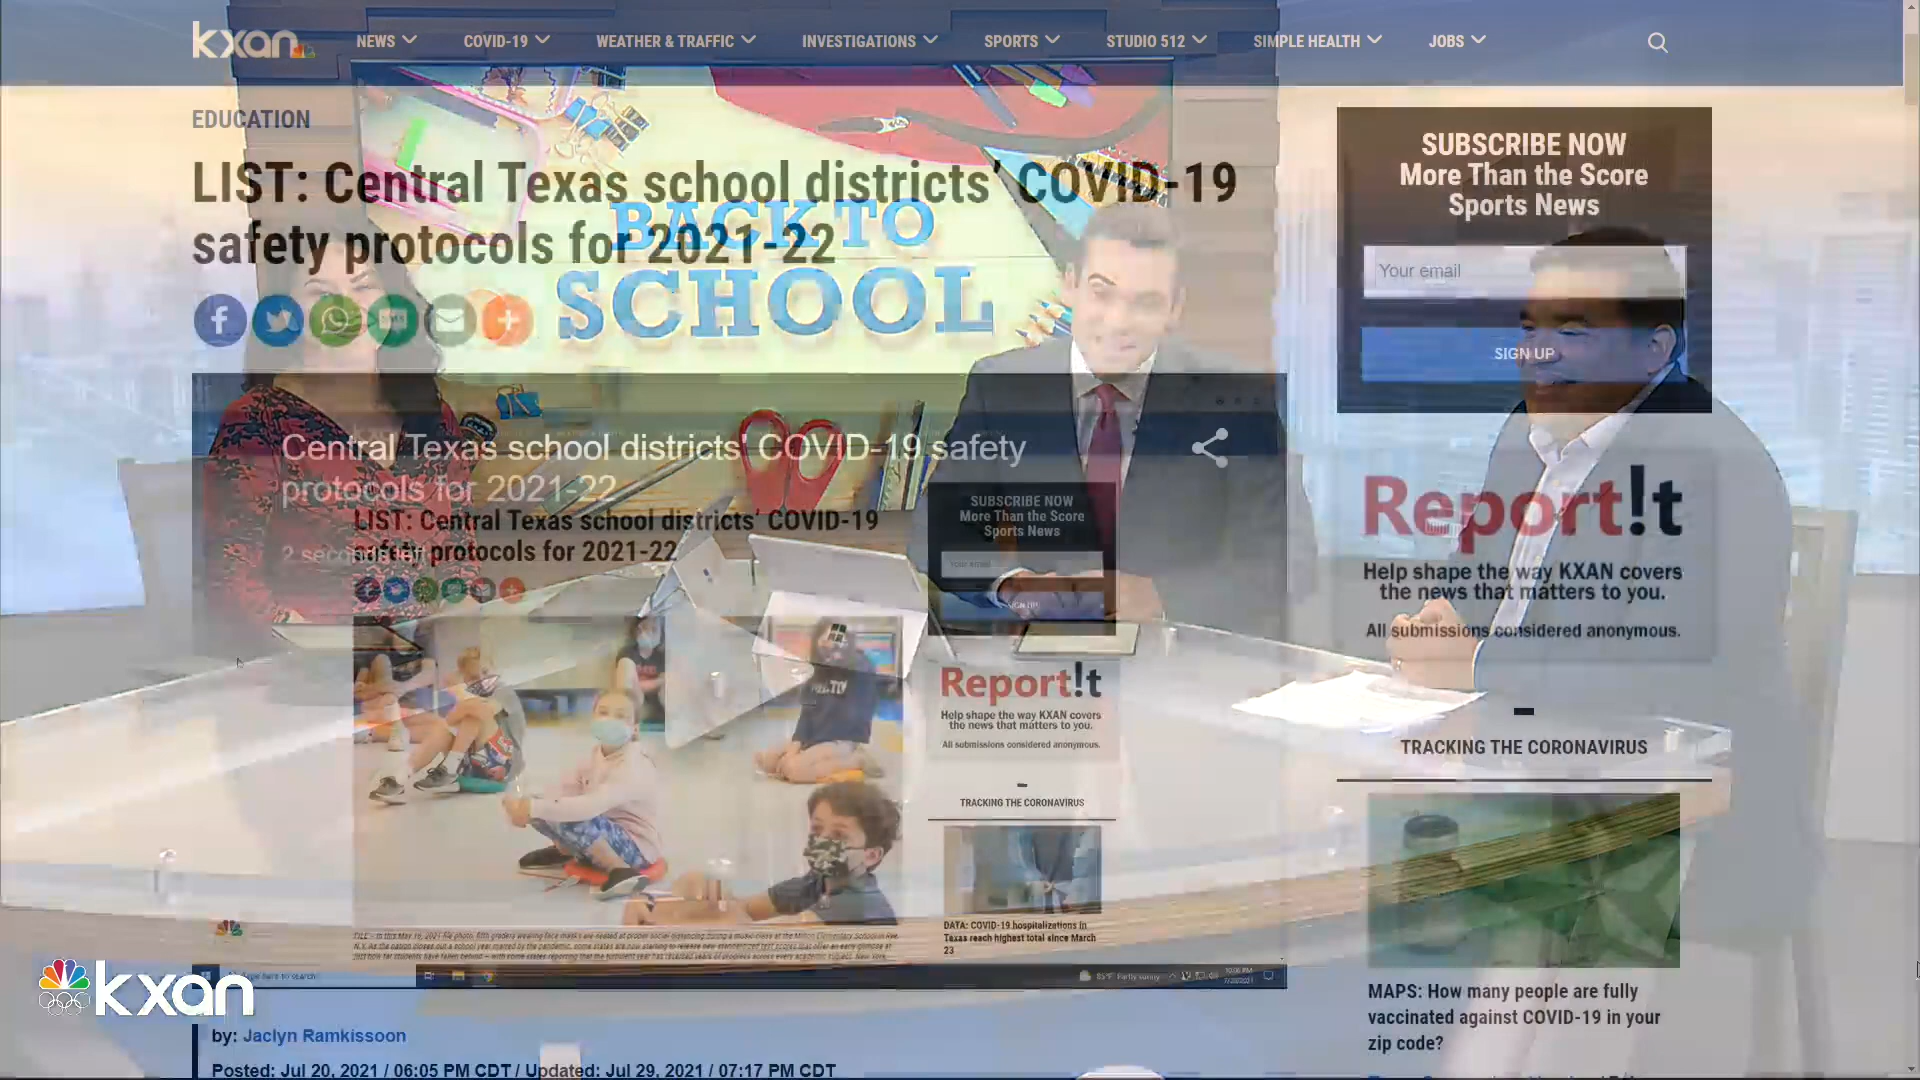 kxan
NEWS
COVID-19
WEATHER & TRAFFIC
INVESTIGATIONS
SPORTS
STUDIO 512
SIMPLE HEALTH
JOBS
EDUCATION
LIST: Central Texas school districts' COVID-19
safety protocols for 2021-22
BACK TO
SCHOOL
Central Texas school districts' COVID-19 safety
protocols for 2021-22
LIST: Central Texas school districts' COVID-19
safety protocols for 2021-22
SUBSCRIBE NOW
More Than the Score
Sports News
Your email
SIGN UP
Report!t
Help shape the way KXAN covers
the news that matters to you.
All submissions considered anonymous.
TRACKING THE CORONAVIRUS
DATA: COVID-19 hospitalizations in
Texas reach highest total since March
23
85°F Partly sunny
kxan
by: Jaclyn Ramkissoon
Posted: Jul 20, 2021 / 06:05 PM CDT / Updated: Jul 29, 2021 / 07:17 PM CDT
SUBSCRIBE NOW
More Than the Score
Sports News
Your email
SIGN UP
Report!t
Help shape the way KXAN covers
the news that matters to you.
All submissions considered anonymous.
TRACKING THE CORONAVIRUS
MAPS: How many people are fully
vaccinated against COVID-19 in your
zip code?